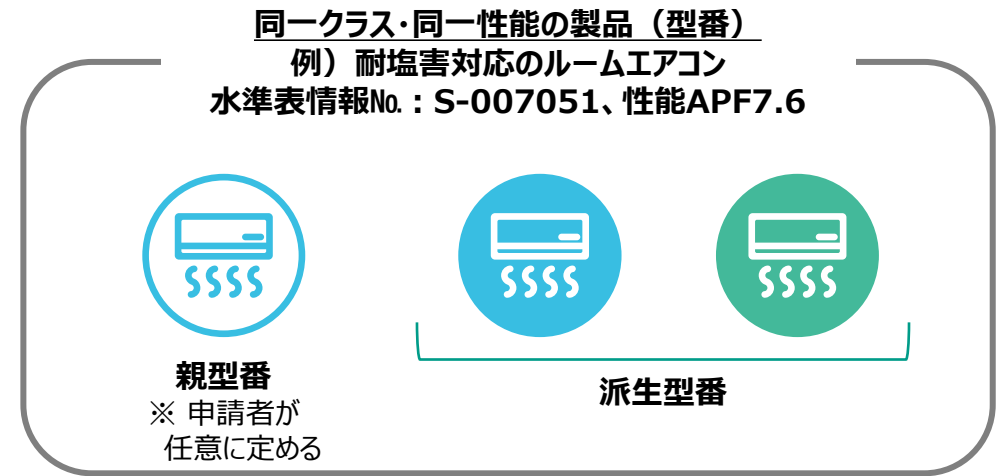 同一クラス・同一性能の製品（型番）
例）耐塩害対応のルームエアコン
水準表情報№：S-007051、性能APF7.6
親型番
※ 申請者が
任意に定める
派生型番